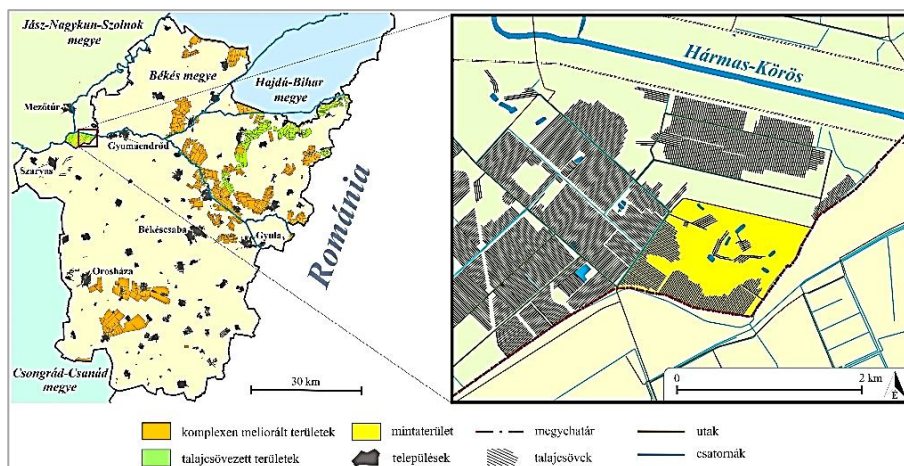 Jász-Nagykun-Szolnok
megye
Békés megye
Hajdú-Bihar
megye
Mezőtúr
Gyomaendrőd
Szarvas
Románia
Békéscsaba
Gyula
Orosháza
Csongrád-Csanád
megye
30 km
Hármas-Körös
0 2 km
É
komplexen meliorált területek
mintaterület
megyehatár
utak
talajcsövezett területek
települések
talajcsövek
csatornák